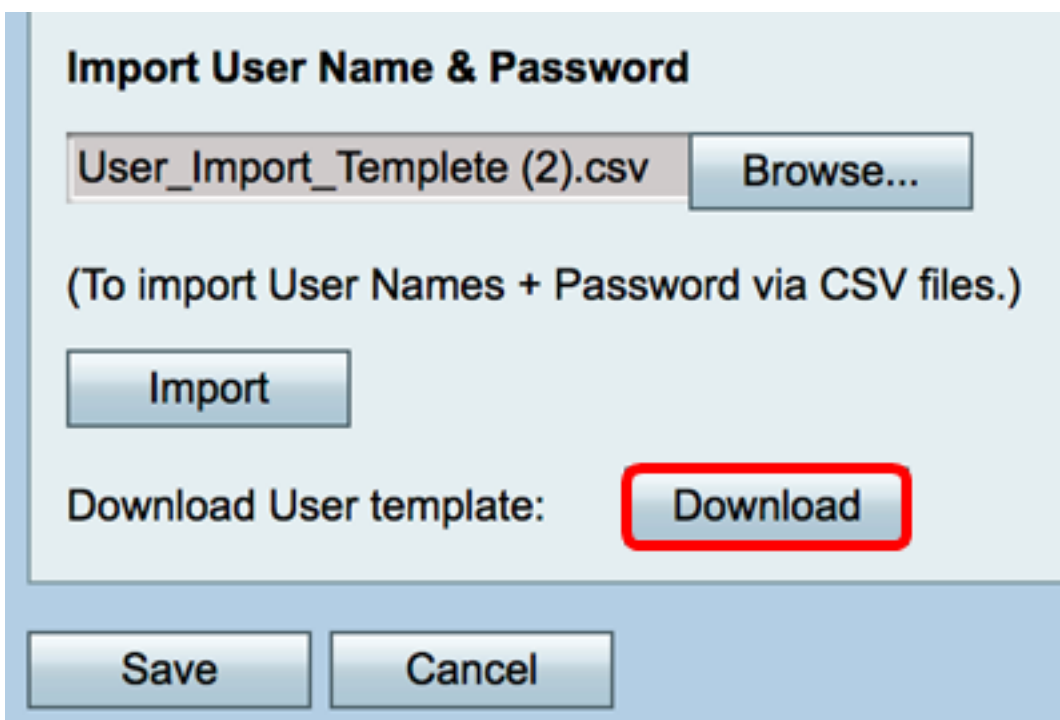 Import User Name & Password
User_Import_Templete (2).csv Browse...
(To import User Names + Password via CSV files.)
Import
Download User template: Download
Save Cancel